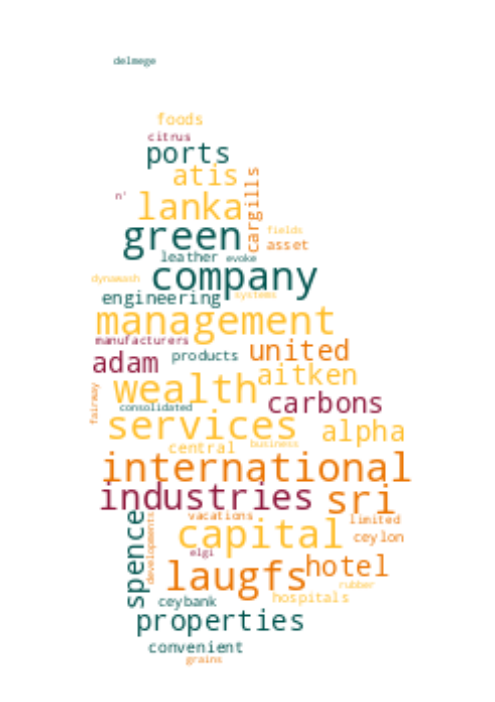 delmege
foods
citrus
ports
atis
cargills
n'
lanka
green
fields
asset
leather evoke
company
dynawash
engineering systems
management
manufacturers
adam products united
aitken
wealth
fairway
consolidated carbons
services alpha
central business
international
industries sri
spence
developments
vacations limited
capital ceylon
elgi
laugfs hotel
rubber
ceybank hospitals
properties
convenient
grains